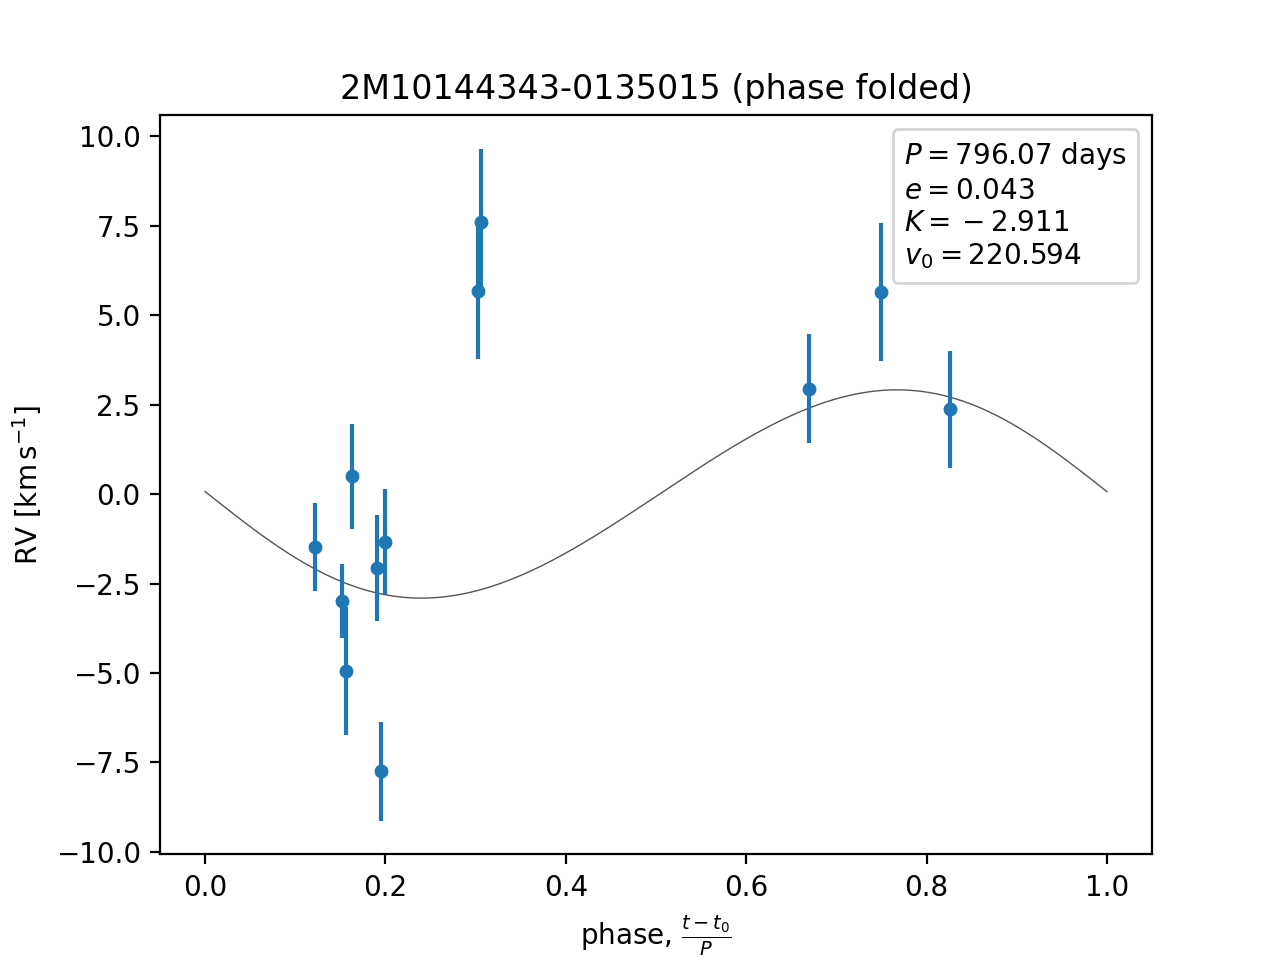 2M10144343-0135015 (phase folded)
P = 796.07 days
e = 0.043
K = −2.911
v₀ = 220.594
10.0
7.5
5.0
2.5
0.0
−2.5
−5.0
−7.5
−10.0
RV [km s⁻¹]
0.0 0.2 0.4 0.6 0.8 1.0
phase, (t − t₀)/P